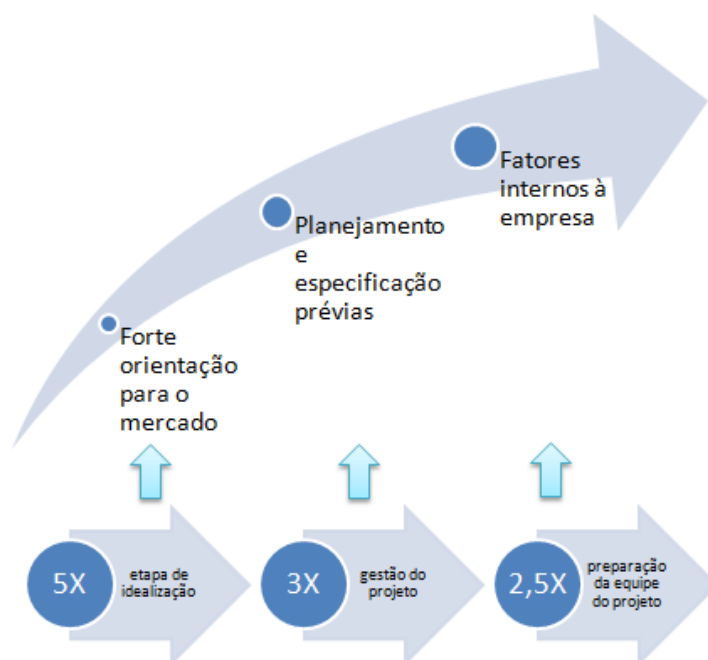 Fatores
internos à
empresa
Planejamento
e
especificação
prévias
Forte
orientação
para o
mercado
5X
etapa de
idealização
3X
gestão do
projeto
2,5X
preparação
da equipe
do projeto